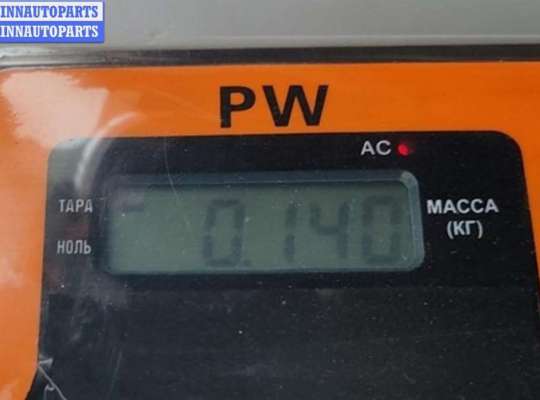 INNAUTOPARTS
INNAUTOPARTS
PW
AC
ТАРА
0.140
МАССА
(КГ)
НОЛЬ